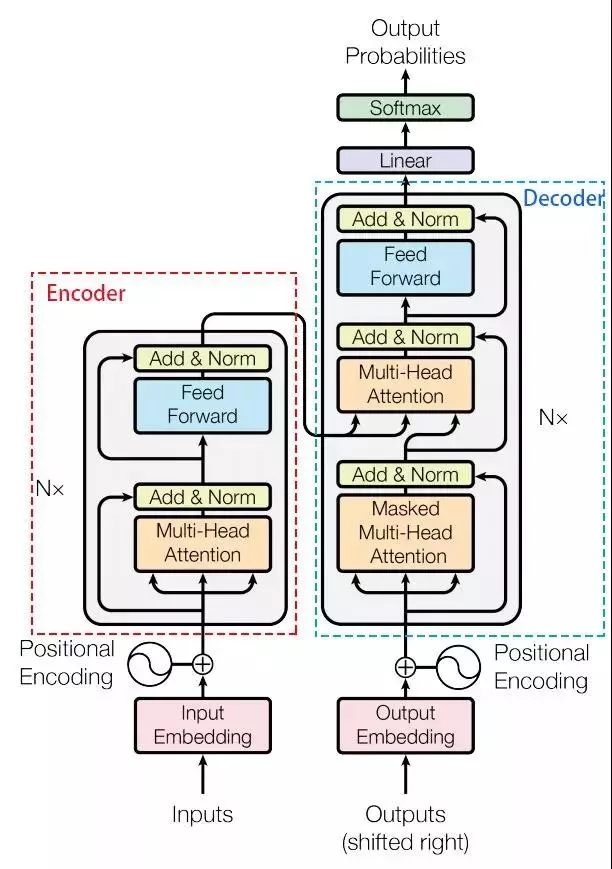 Output
Probabilities
Softmax
Linear
Decoder
Add & Norm
Feed
Forward
Add & Norm
Multi-Head
Attention
N×
Add & Norm
Masked
Multi-Head
Attention
Encoder
Add & Norm
Feed
Forward
N×
Add & Norm
Multi-Head
Attention
Positional
Encoding
Positional
Encoding
Input
Embedding
Output
Embedding
Inputs
Outputs
(shifted right)